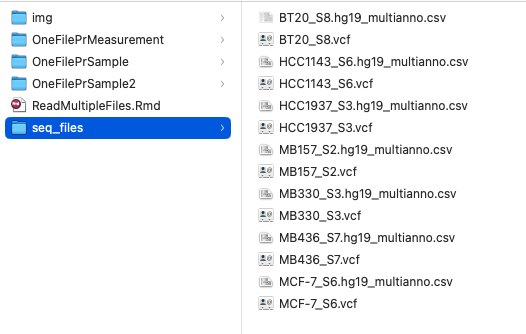 img
OneFilePrMeasurement
OneFilePrSample
OneFilePrSample2
ReadMultipleFiles.Rmd
seq_files
BT20_S8.hg19_multianno.csv
BT20_S8.vcf
HCC1143_S6.hg19_multianno.csv
HCC1143_S6.vcf
HCC1937_S3.hg19_multianno.csv
HCC1937_S3.vcf
MB157_S2.hg19_multianno.csv
MB157_S2.vcf
MB330_S3.hg19_multianno.csv
MB330_S3.vcf
MB436_S7.hg19_multianno.csv
MB436_S7.vcf
MCF-7_S6.hg19_multianno.csv
MCF-7_S6.vcf